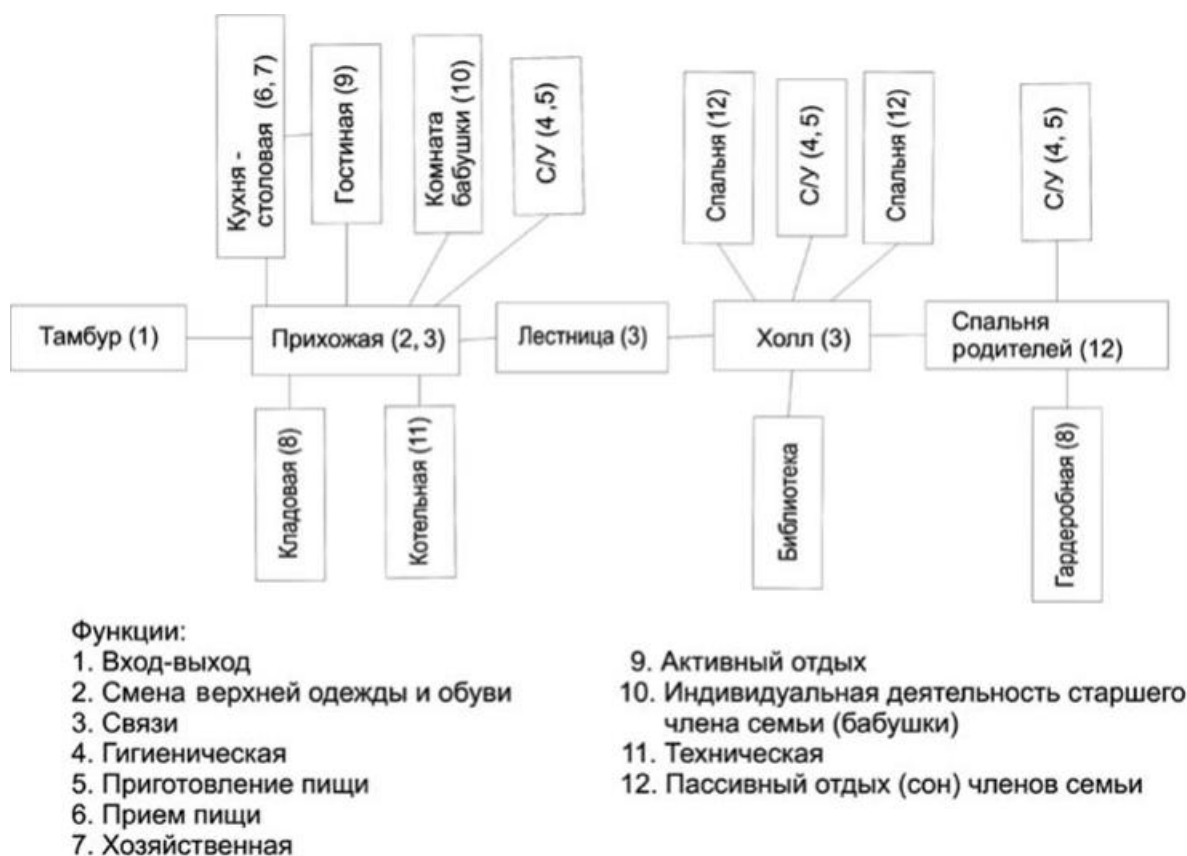 Кухня -
столовая (6, 7)
Гостиная (9)
Комната
бабушки (10)
С/У (4 ,5)
Спальня (12)
С/У (4, 5)
Спальня (12)
С/У (4, 5)
Тамбур (1)
Прихожая (2, 3)
Лестница (3)
Холл (3)
Спальня
родителей (12)
Кладовая (8)
Котельная (11)
Библиотека
Гардеробная (8)
Функции:
1. Вход-выход
2. Смена верхней одежды и обуви
3. Связи
4. Гигиеническая
5. Приготовление пищи
6. Прием пищи
7. Хозяйственная
9. Активный отдых
10. Индивидуальная деятельность старшего
члена семьи (бабушки)
11. Техническая
12. Пассивный отдых (сон) членов семьи